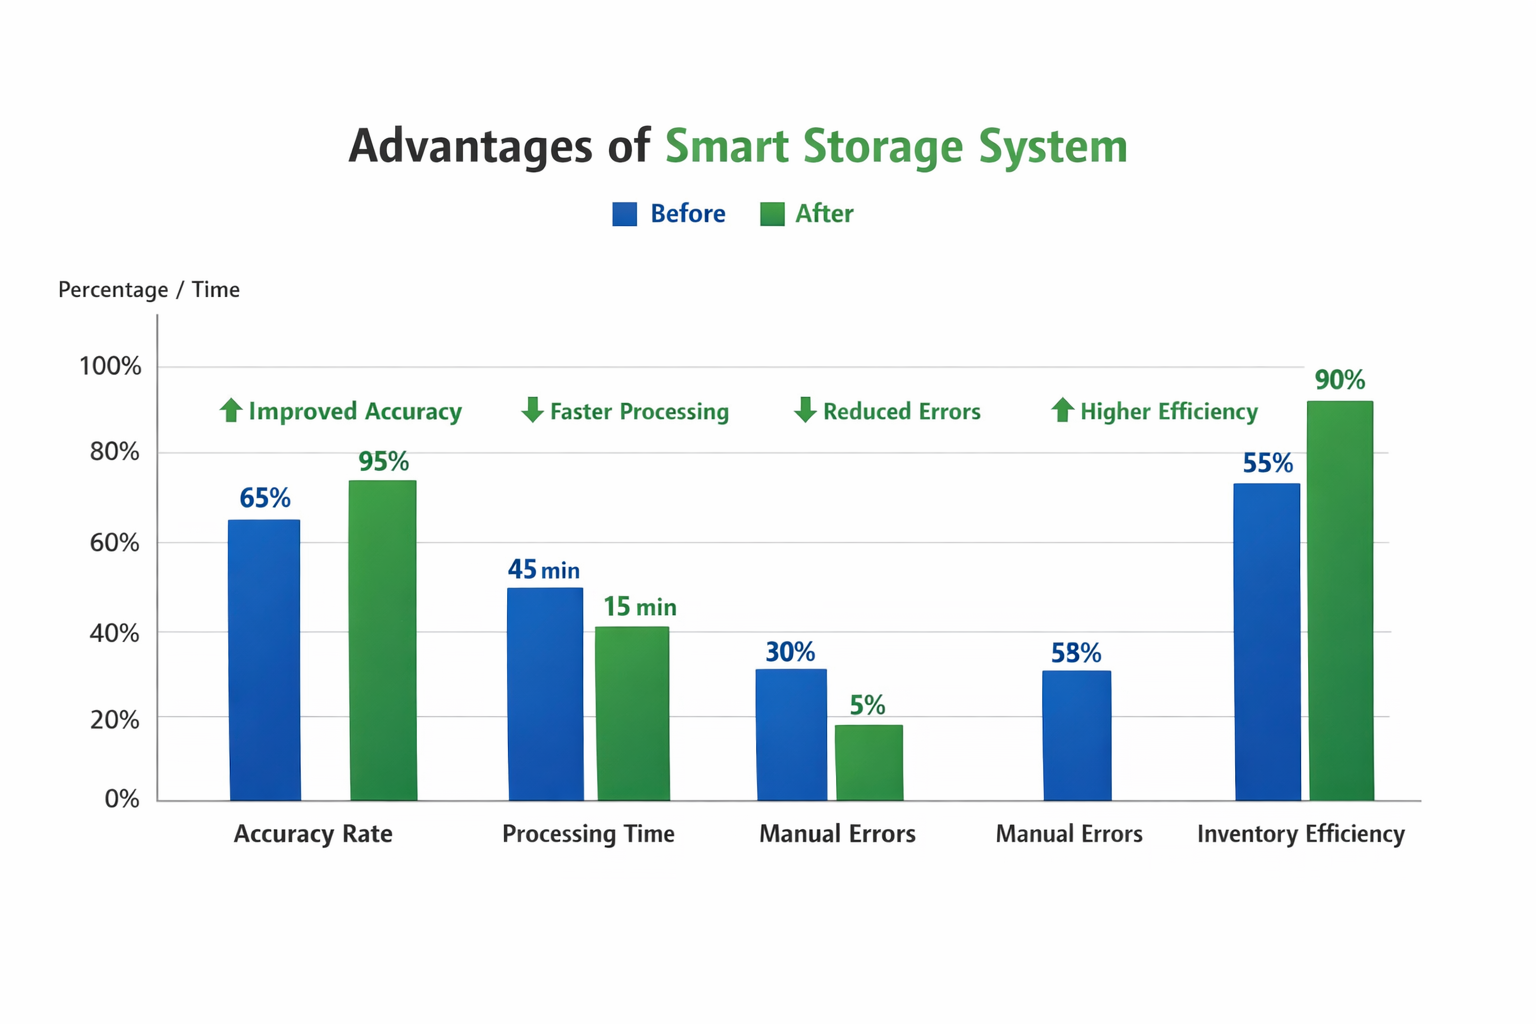 Advantages of Smart Storage System
Before After
Percentage / Time
100%
80%
60%
40%
20%
0%
Improved Accuracy
Faster Processing
Reduced Errors
Higher Efficiency
65%
95%
45 min
15 min
30%
5%
58%
55%
90%
Accuracy Rate
Processing Time
Manual Errors
Manual Errors
Inventory Efficiency